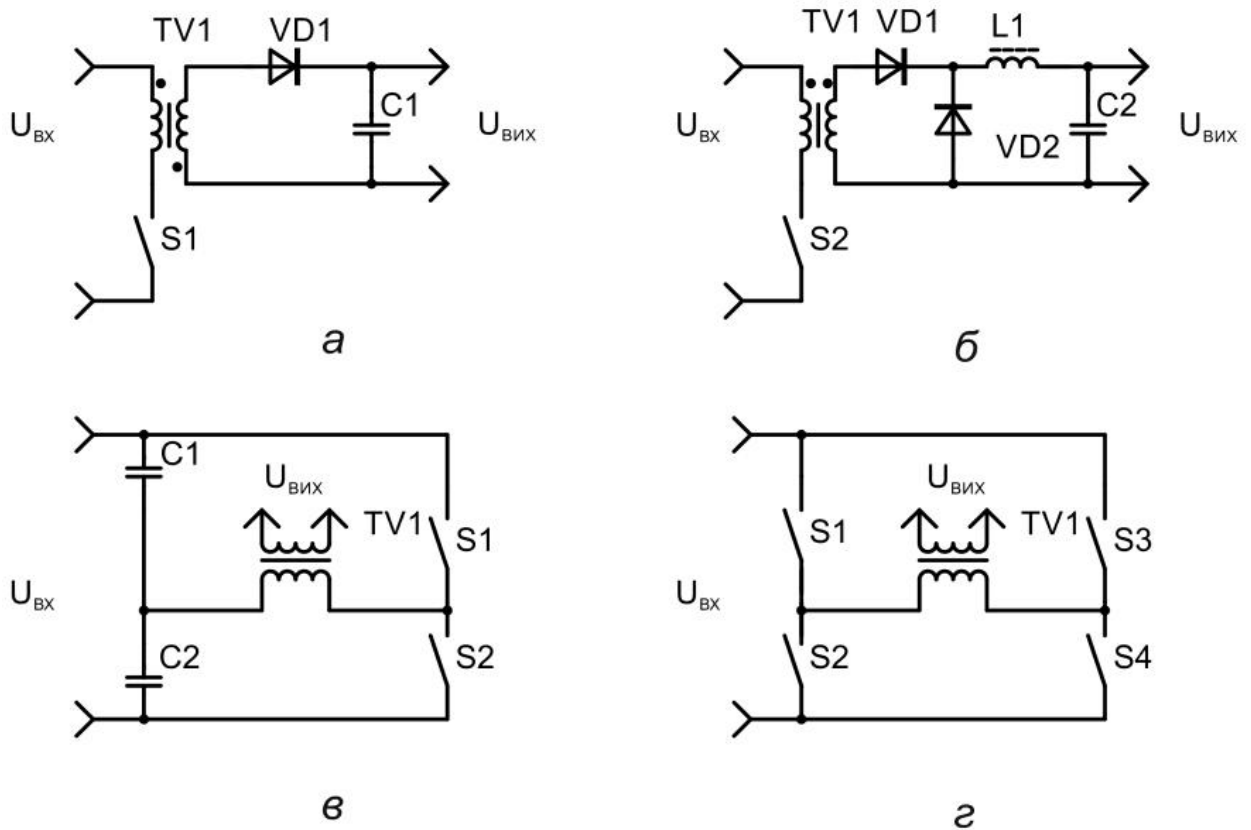 TV1 VD1
C1
U_ВХ
U_ВИХ
S1
а
TV1 VD1 L1
C2
U_ВХ
VD2
U_ВИХ
S2
б
C1
U_ВИХ
TV1
S1
U_ВХ
C2
S2
в
U_ВИХ
S1
TV1
S3
U_ВХ
S2
S4
г